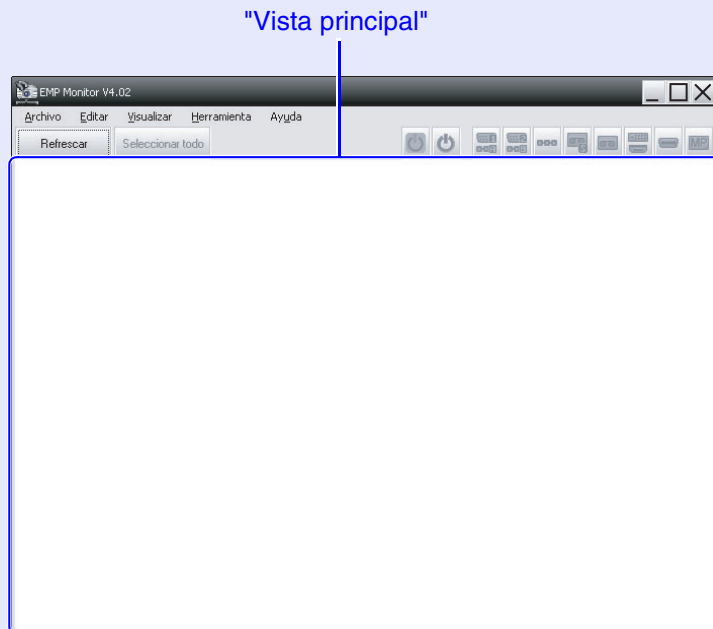 "Vista principal"
EMP Monitor V4.02
Archivo Editar Visualizar Herramienta Ayuda
Refrescar Seleccionar todo MP